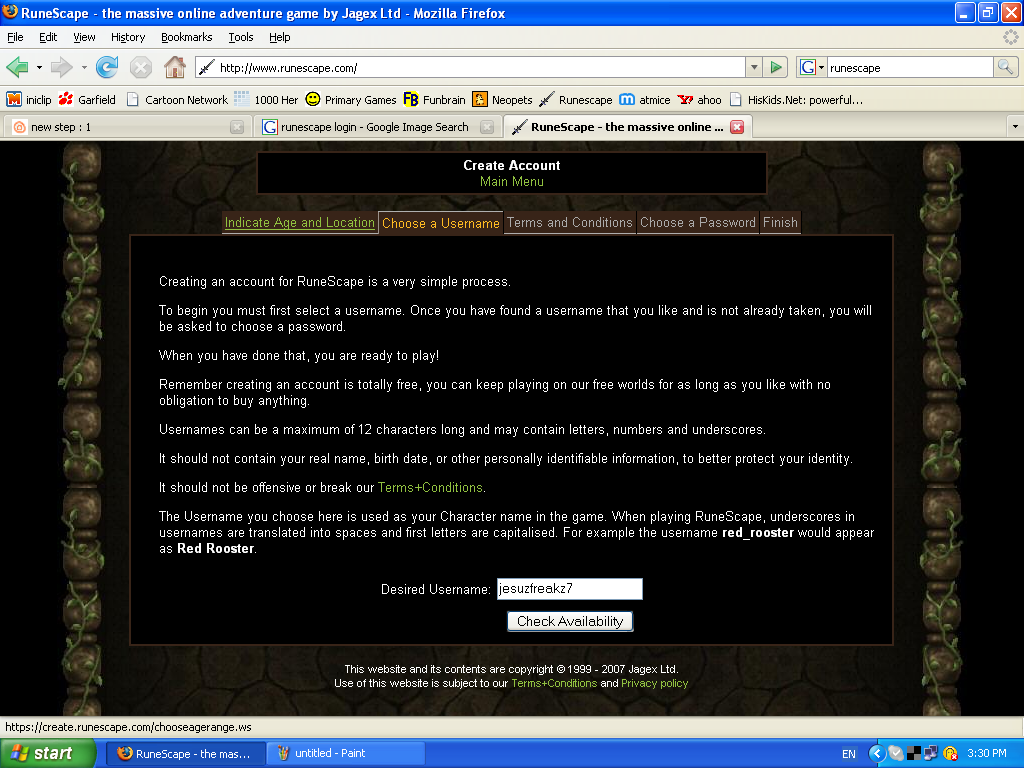 RuneScape - the massive online adventure game by Jagex Ltd - Mozilla Firefox
File Edit View History Bookmarks Tools Help
http://www.runescape.com/ G runescape
iniclip Garfield Cartoon Network 1000 Her Primary Games FB Funbrain Neopets Runescape atmice ahoo HisKids.Net: powerful...
new step : 1 G runescape login - Google Image Search RuneScape - the massive online ...
Create Account
Main Menu
Indicate Age and Location Choose a Username Terms and Conditions Choose a Password Finish
Creating an account for RuneScape is a very simple process.
To begin you must first select a username. Once you have found a username that you like and is not already taken, you will
be asked to choose a password.
When you have done that, you are ready to play!
Remember creating an account is totally free, you can keep playing on our free worlds for as long as you like with no
obligation to buy anything.
Usernames can be a maximum of 12 characters long and may contain letters, numbers and underscores.
It should not contain your real name, birth date, or other personally identifiable information, to better protect your identity.
It should not be offensive or break our Terms+Conditions.
The Username you choose here is used as your Character name in the game. When playing RuneScape, underscores in
usernames are translated into spaces and first letters are capitalised. For example the username red_rooster would appear
as Red Rooster.
Desired Username: jesuzfreakz7
Check Availability
This website and its contents are copyright © 1999 - 2007 Jagex Ltd.
Use of this website is subject to our Terms+Conditions and Privacy policy
https://create.runescape.com/chooseagerange.ws
start RuneScape - the mas... untitled - Paint EN 3:30 PM